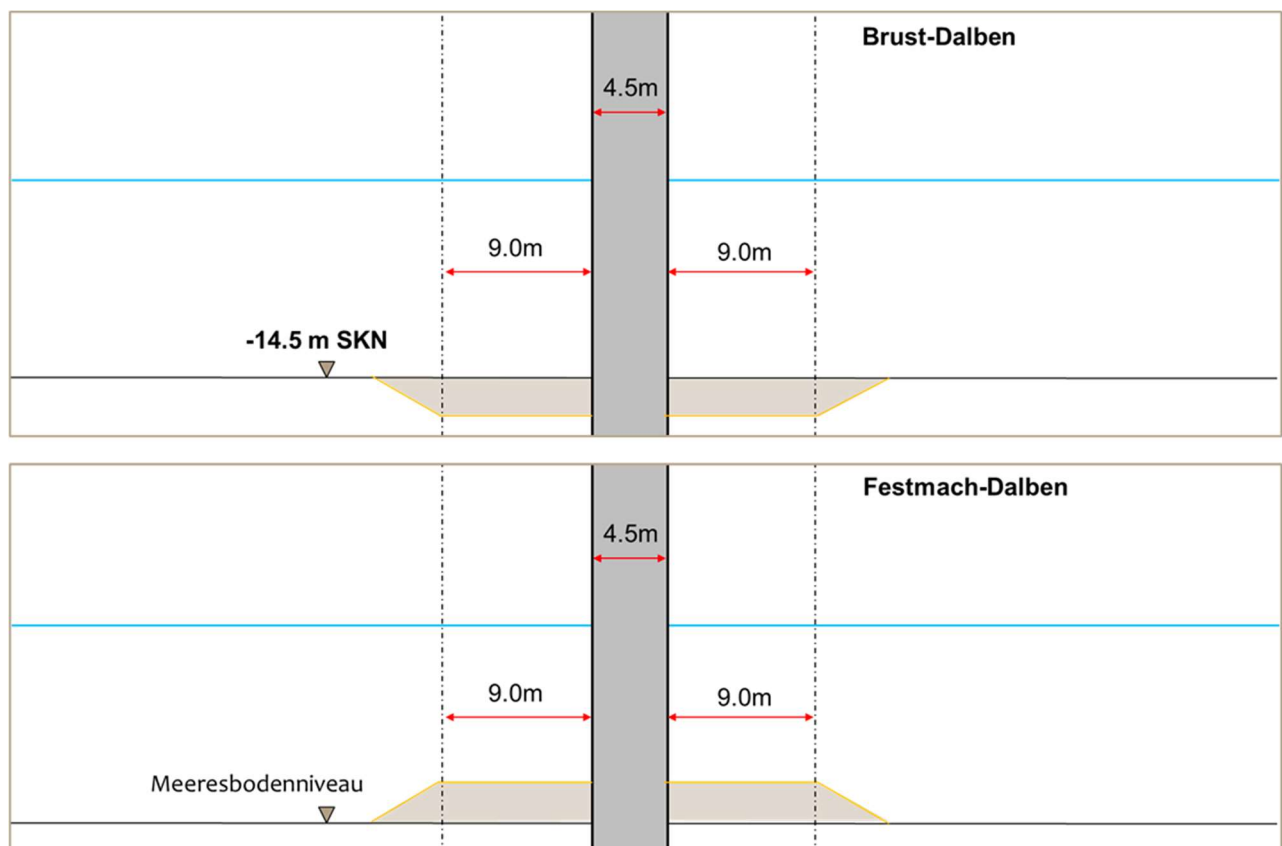 Brust-Dalben
4.5m
9.0m
9.0m
-14.5 m SKN
Festmach-Dalben
4.5m
9.0m
9.0m
Meeresbodenniveau